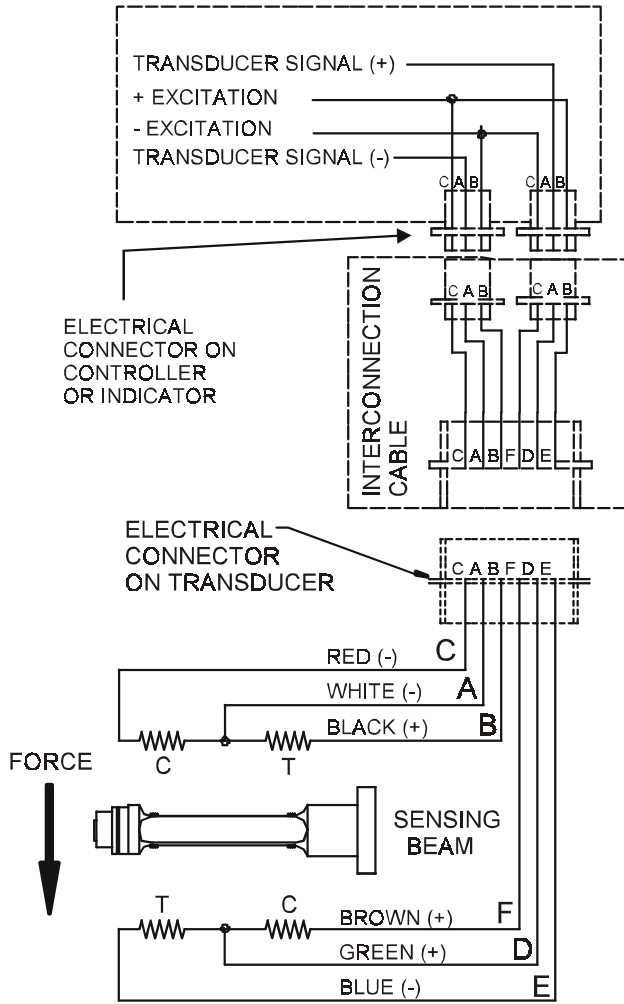 TRANSDUCER SIGNAL (+)
+ EXCITATION
- EXCITATION
TRANSDUCER SIGNAL (-)
C A B
C A B
C A B
C A B
ELECTRICAL
CONNECTOR ON
CONTROLLER
OR INDICATOR
INTERCONNECTION
CABLE
C A B F D E
ELECTRICAL
CONNECTOR
ON TRANSDUCER
C A B F D E
RED (-)
C
WHITE (-)
A
BLACK (+)
B
C
T
FORCE
SENSING
BEAM
T
C
BROWN (+)
F
GREEN (+)
D
BLUE (-)
E